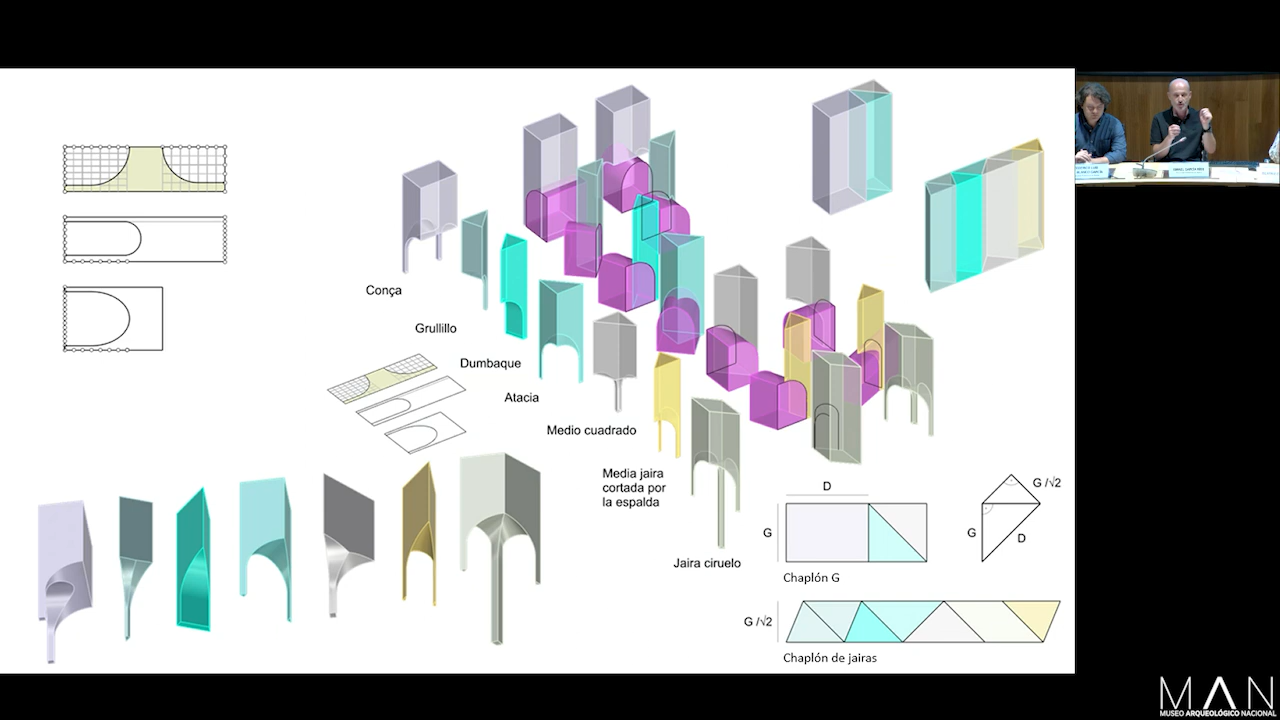 Conça
Grullillo
Dumbaque
Atacia
Medio cuadrado
Media jaira
cortada por
la espalda
Jaira ciruelo
D
G
Chaplón G
G /√2
G
D
G /√2
Chaplón de jairas
MAN
MUSEO ARQUEOLÓGICO NACIONAL